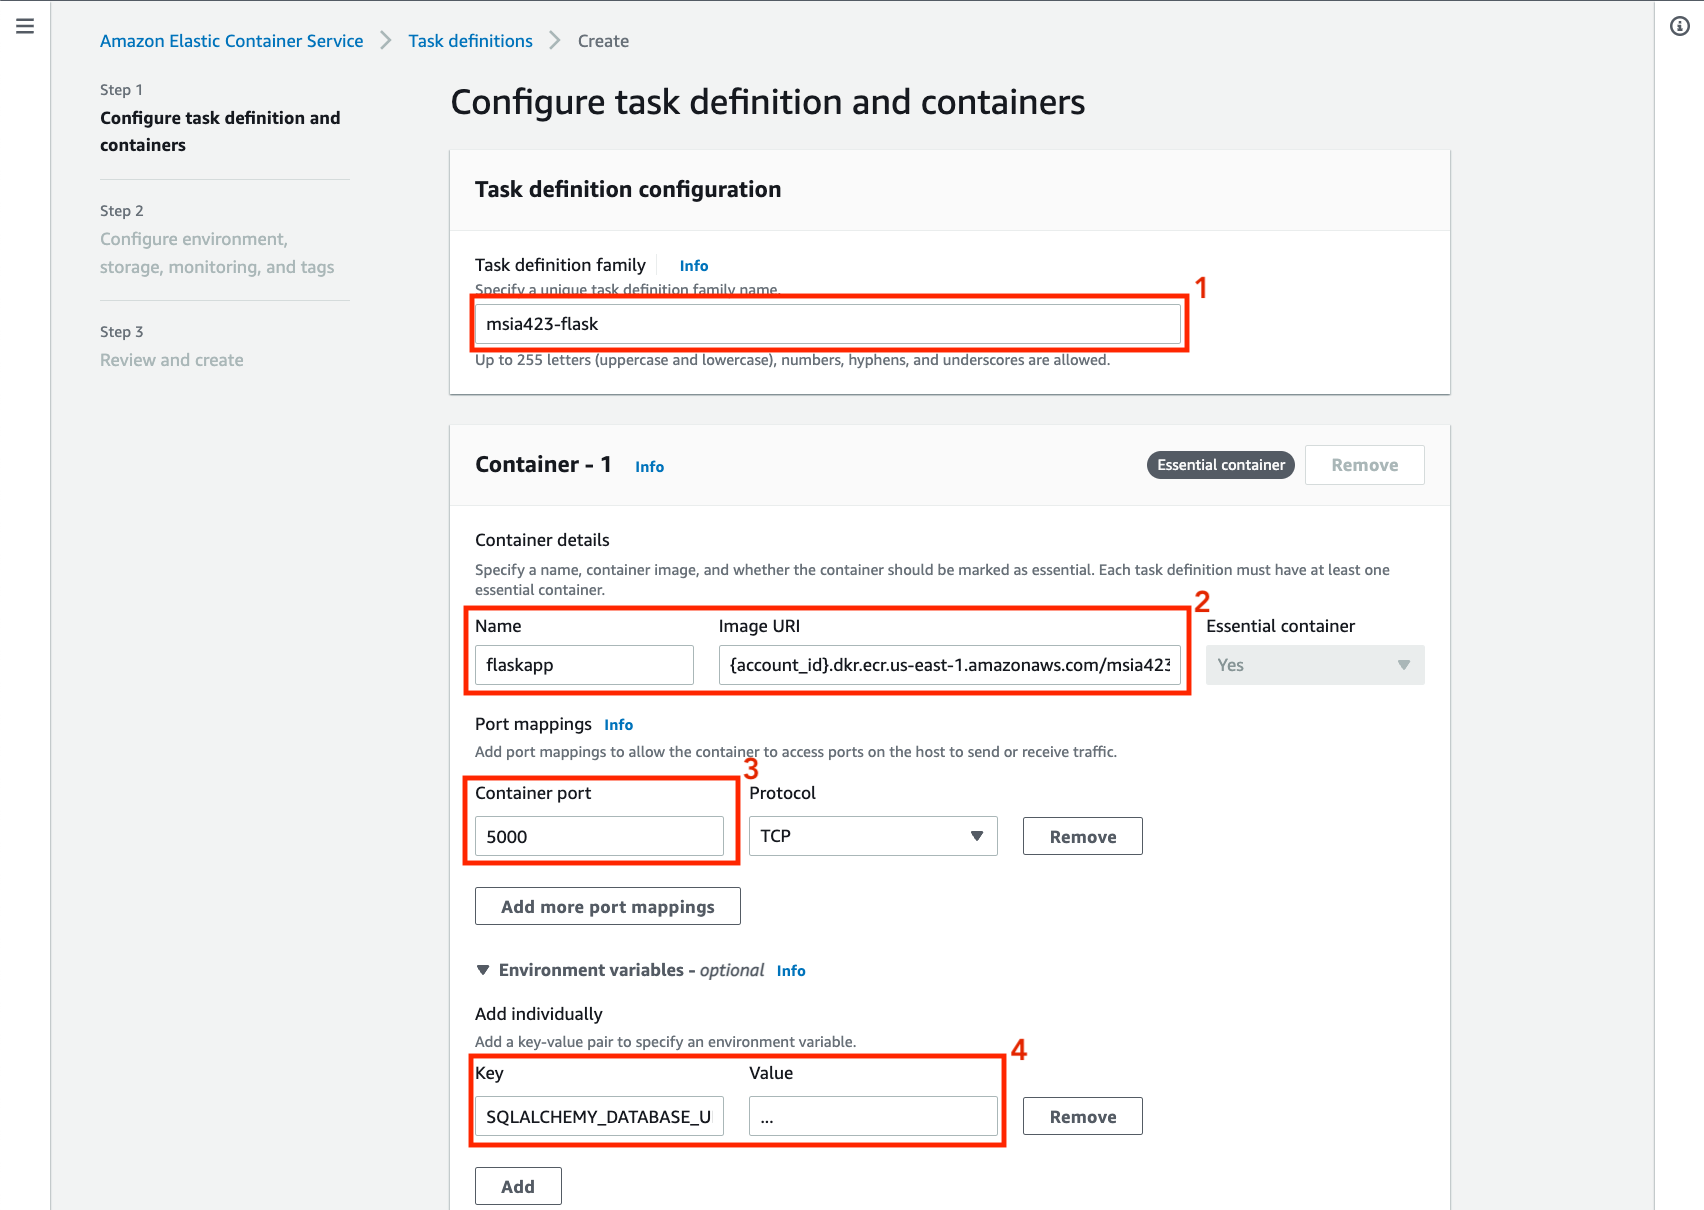 Amazon Elastic Container Service > Task definitions > Create
Step 1
Configure task definition and
containers
Step 2
Configure environment,
storage, monitoring, and tags
Step 3
Review and create
Configure task definition and containers
Task definition configuration
Task definition family Info
Specify a unique task definition family name.
1
msia423-flask
Up to 255 letters (uppercase and lowercase), numbers, hyphens, and underscores are allowed.
Container - 1 Info Essential container Remove
Container details
Specify a name, container image, and whether the container should be marked as essential. Each task definition must have at least one
essential container.
2
Name Image URI Essential container
flaskapp {account_id}.dkr.ecr.us-east-1.amazonaws.com/msia423 Yes
Port mappings Info
Add port mappings to allow the container to access ports on the host to send or receive traffic.
3
Container port Protocol
5000 TCP Remove
Add more port mappings
Environment variables - optional Info
Add individually
Add a key-value pair to specify an environment variable.
4
Key Value
SQLALCHEMY_DATABASE_U ... Remove
Add